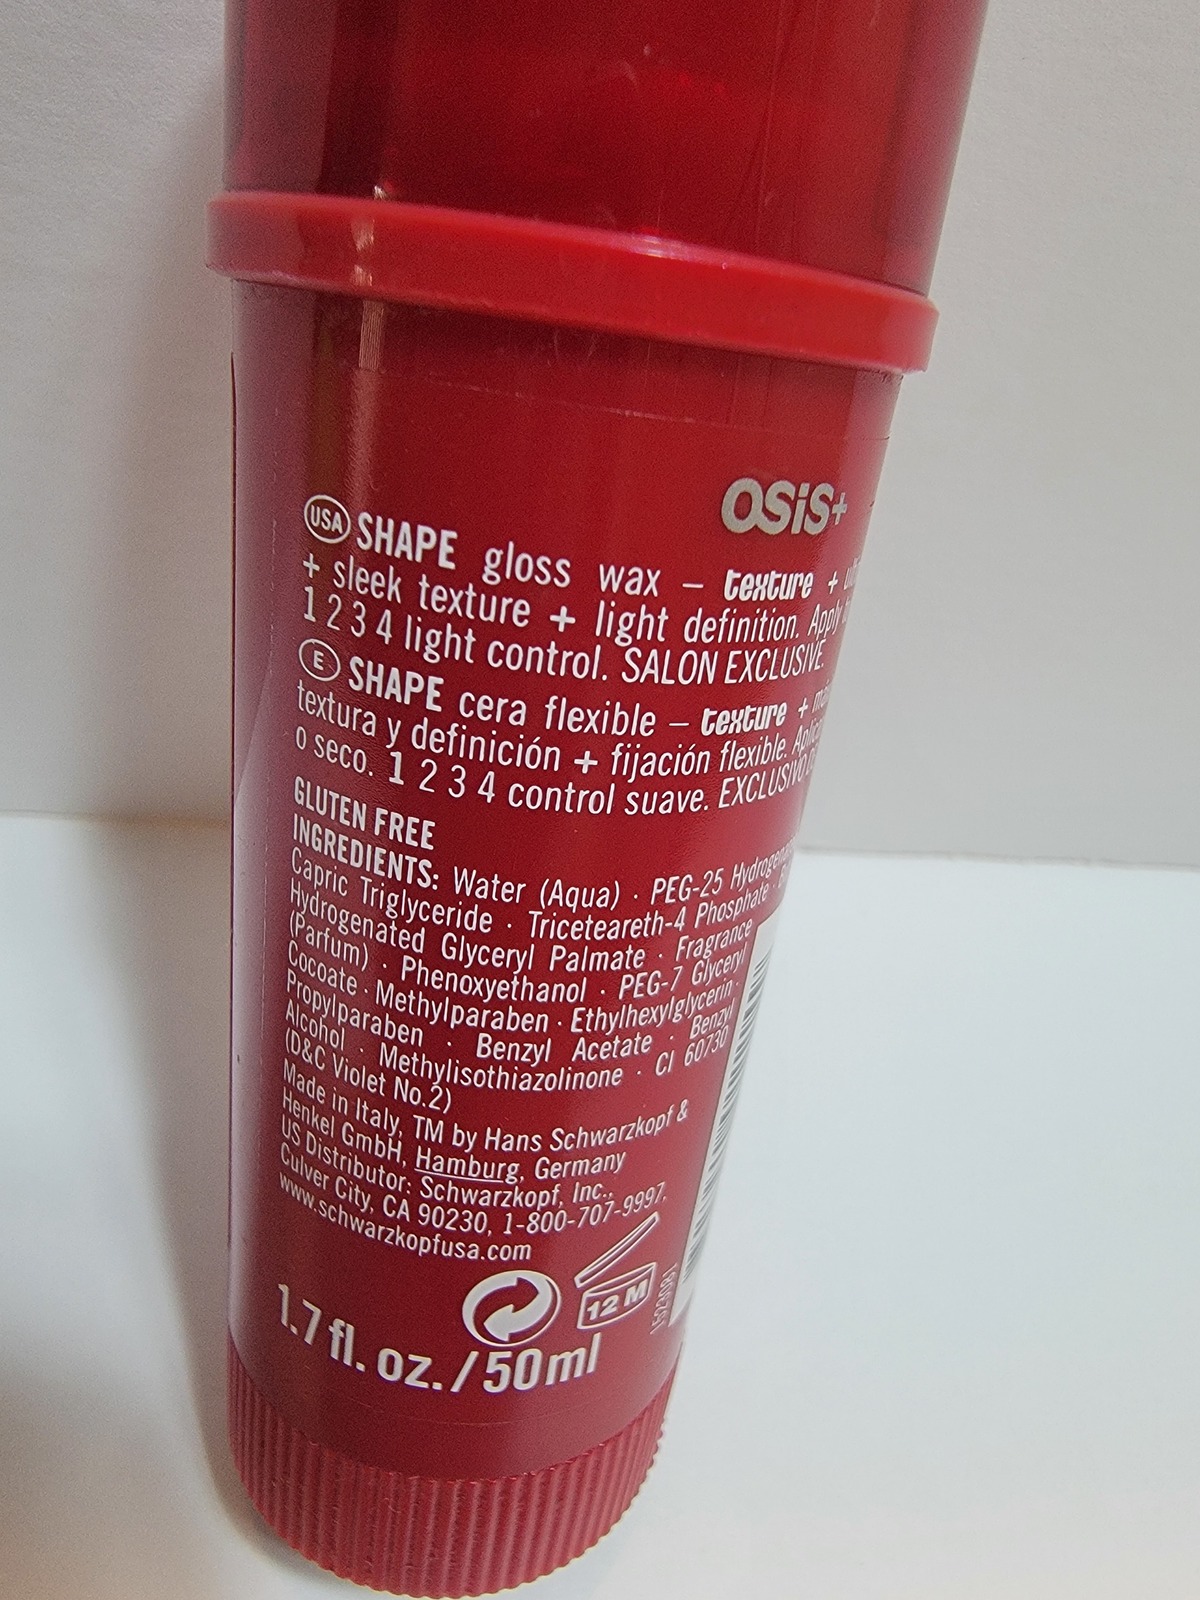 OSiS+
USA SHAPE gloss wax – texture +
+ sleek texture + light definition. Apply
1 2 3 4 light control. SALON EXCLUSIVE.
E SHAPE cera flexible – texture +
textura y definición + fijación flexible.
o seco. 1 2 3 4 control suave. EXCLUSIVO
GLUTEN FREE
INGREDIENTS: Water (Aqua) · PEG-25
Capric Triglyceride · Triceteareth-4 Phosphate ·
Hydrogenated Glyceryl Palmate · Fragrance
(Parfum) · Phenoxyethanol · PEG-7 Glyceryl
Cocoate · Methylparaben · Ethylhexylglycerin ·
Propylparaben · Benzyl Acetate · Benzyl
Alcohol · Methylisothiazolinone · CI 60730
(D&C Violet No.2)
Made in Italy, TM by Hans Schwarzkopf &
Henkel GmbH, Hamburg, Germany
US Distributor: Schwarzkopf, Inc.,
Culver City, CA 90230, 1-800-707-9997,
www.schwarzkopfusa.com
12 M
1.7 fl. oz. / 50ml